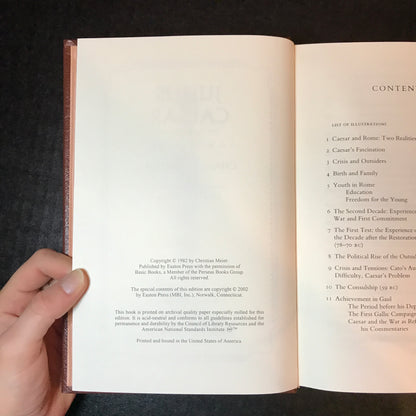 Copyright © 1982 by Christian Meier
Published by Easton Press with the permission of
Basic Books, a Member of the Perseus Books Group.
All rights reserved.
The special contents of this edition are copyright © 2002
by Easton Press (MBI, Inc.), Norwalk, Connecticut.
This book is printed on archival quality paper especially milled for this
edition. It is acid-neutral and conforms to all guidelines established for
permanence and durability by the Council of Library Resources and the
American National Standards Institute.
Printed and bound in the United States of America
CONTEN
LIST OF ILLUSTRATIONS
1 Caesar and Rome: Two Realities
2 Caesar's Fascination
3 Crisis and Outsiders
4 Birth and Family
5 Youth in Rome
Education
Freedom for the Young
6 The Second Decade: Experience
War and First Commitment
7 The First Test: the Experience o
the Decade after the Restoration
(78–70 BC)
8 The Political Rise of the Outsid
9 Crisis and Tensions: Cato's Au
Difficulty, Caesar's Problem
10 The Consulship (59 BC)
11 Achievement in Gaul
The Period before his Dep
The First Gallic Campaig
Caesar and the War as Ref
his Commentaries
JULIUS
CAESAR